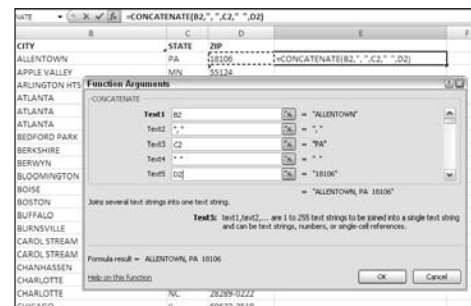 NATE =CONCATENATE(B2,", ",C2," ",D2)
B C D E F
CITY STATE ZIP
ALLENTOWN PA 18106 =CONCATENATE(B2,", ",C2," ",D2)
APPLE VALLEY MN 55124
ARLINGTON HTS
ATLANTA
ATLANTA
ATLANTA
BEDFORD PARK
BERKSHIRE
BERWYN
BLOOMINGTON
BOISE
BOSTON
BUFFALO
BURNSVILLE
CAROL STREAM
CAROL STREAM
CHANHASSEN
CHARLOTTE
CHARLOTTE NC 28289-0222
Function Arguments
CONCATENATE
Text1 B2 = "ALLENTOWN"
Text2 ", " = ", "
Text3 C2 = "PA"
Text4 " " = " "
Text5 D2 = "18106"
= "ALLENTOWN, PA 18106"
Joins several text strings into one text string.
Text5: text1,text2,... are 1 to 255 text strings to be joined into a single text string
and can be text strings, numbers, or single-cell references.
Formula result = ALLENTOWN, PA 18106
Help on this function
OK Cancel